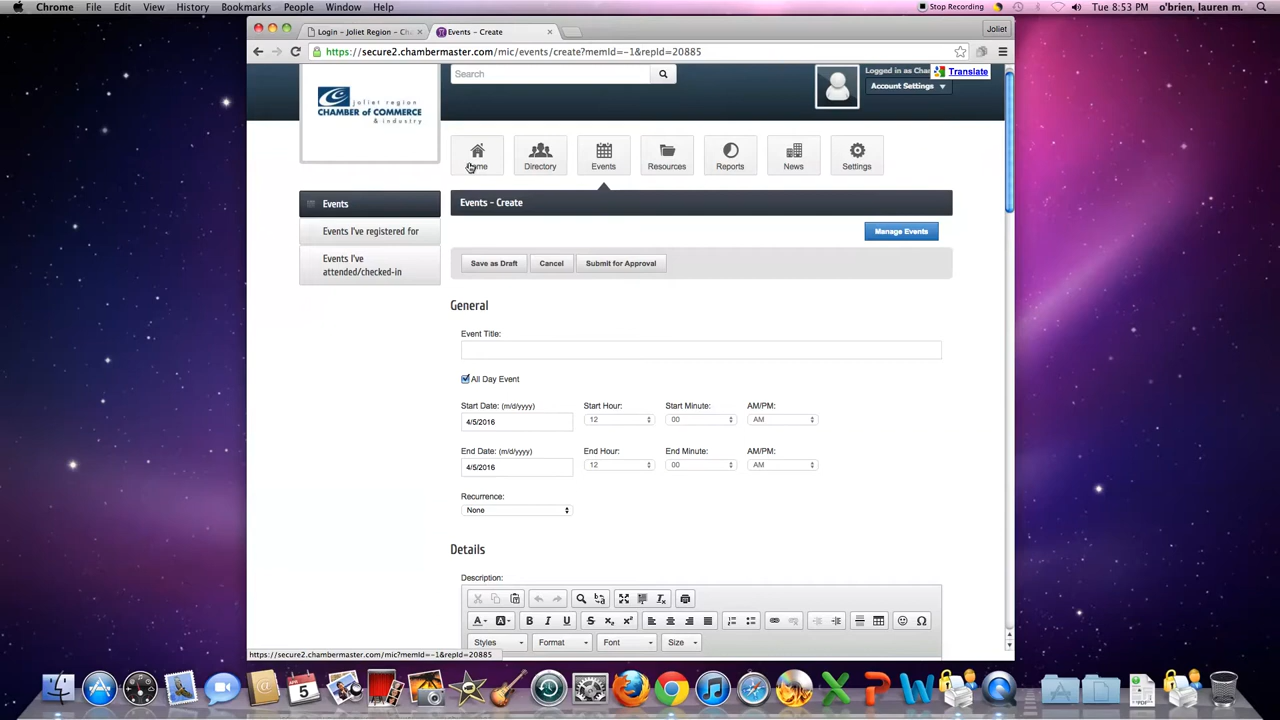 Chrome File Edit View History Bookmarks People Window Help Stop Recording Tue 8:53 PM o'brien, lauren m.
Login – Joliet Region – Ch Events – Create Joliet
https://secure2.chambermaster.com/mic/events/create?memId=-1&repId=20885
Search Logged in as Cha Translate
Account Settings
joliet region
CHAMBER of COMMERCE
& industry
Home Directory Events Resources Reports News Settings
Events
Events I've registered for
Events I've
attended/checked-in
Events – Create
Manage Events
Save as Draft Cancel Submit for Approval
General
Event Title:
All Day Event
Start Date: (m/d/yyyy) Start Hour: Start Minute: AM/PM:
4/5/2016 12 00 AM
End Date: (m/d/yyyy) End Hour: End Minute: AM/PM:
4/5/2016 12 00 AM
Recurrence:
None
Details
Description:
Styles Format Font Size
https://secure2.chambermaster.com/mic?memId=-1&repId=20885